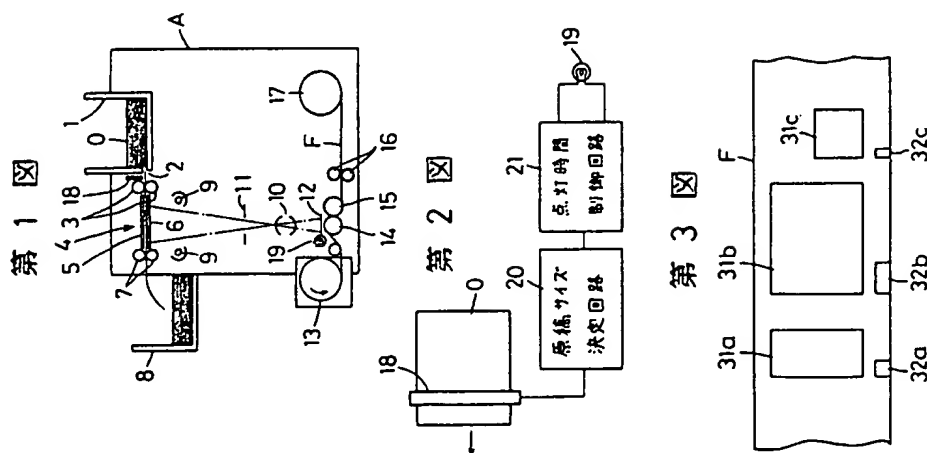 第 1 図
A
1
O
2
18
3
4
5
6
7
8
9
9
10
11
12
19
13
14
15
16
17
F
第 2 図
18
O
20
原稿サイズ
決定回路
21
点灯時間
制御回路
19
第 3 図
F
31a
31b
31c
32a
32b
32c